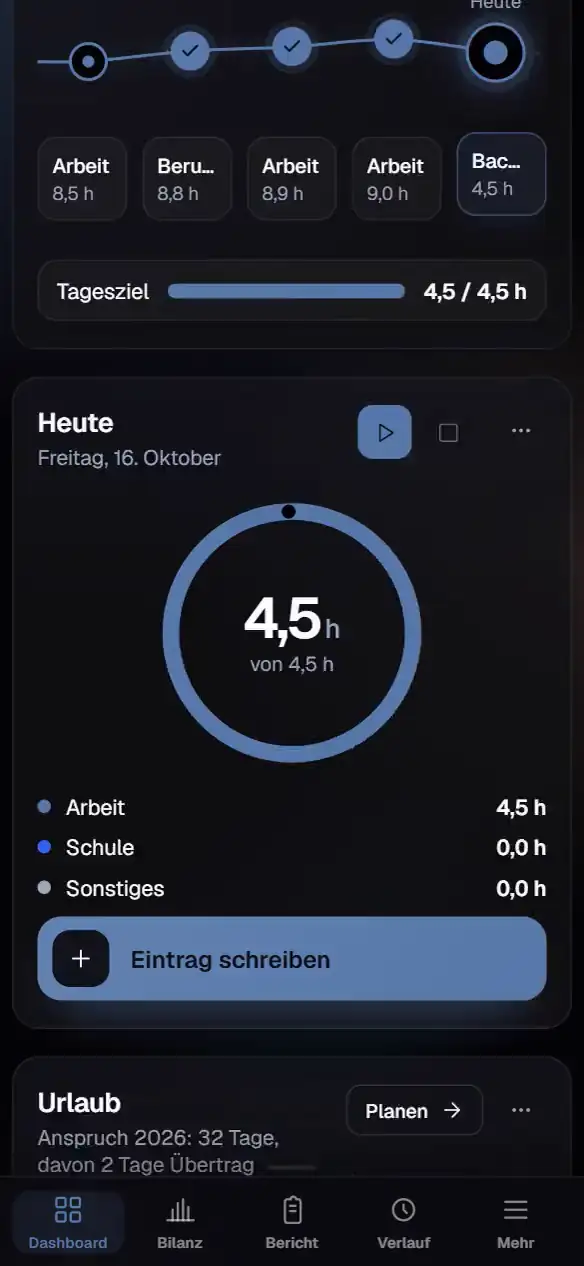 Heute
Arbeit
8,5 h
Beru...
8,8 h
Arbeit
8,9 h
Arbeit
9,0 h
Bac...
4,5 h
Tagesziel 4,5 / 4,5 h
Heute
Freitag, 16. Oktober
4,5 h
von 4,5 h
Arbeit 4,5 h
Schule 0,0 h
Sonstiges 0,0 h
Eintrag schreiben
Urlaub
Planen
Anspruch 2026: 32 Tage,
davon 2 Tage Übertrag
Dashboard
Bilanz
Bericht
Verlauf
Mehr